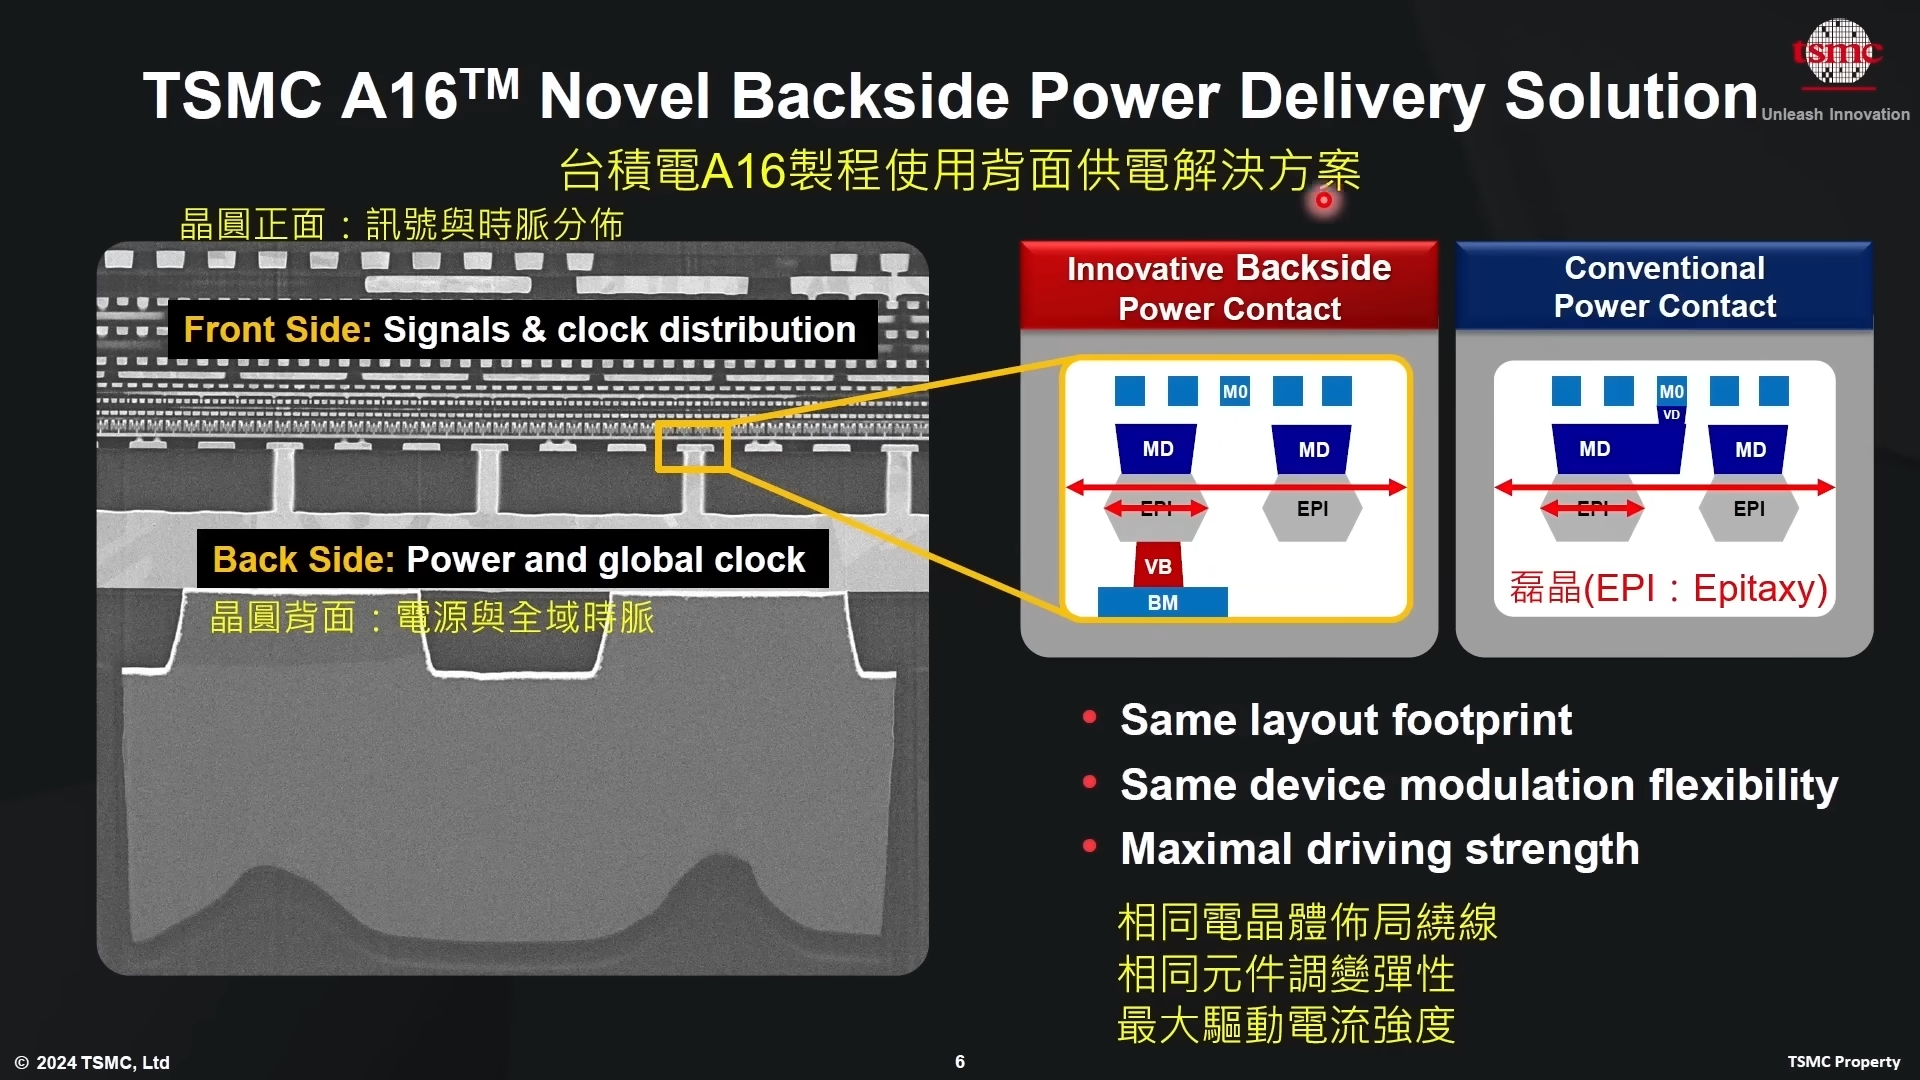 tsmc
Unleash Innovation
TSMC A16™ Novel Backside Power Delivery Solution
台積電A16製程使用背面供電解決方案
晶圓正面：訊號與時脈分佈
Front Side: Signals & clock distribution
Back Side: Power and global clock
晶圓背面：電源與全域時脈
Innovative Backside
Power Contact
M0
MD
MD
EPI
EPI
VB
BM
Conventional
Power Contact
M0
VD
MD
MD
EPI
EPI
磊晶(EPI：Epitaxy)
• Same layout footprint
• Same device modulation flexibility
• Maximal driving strength
相同電晶體佈局繞線
相同元件調變彈性
最大驅動電流強度
© 2024 TSMC, Ltd
6
TSMC Property